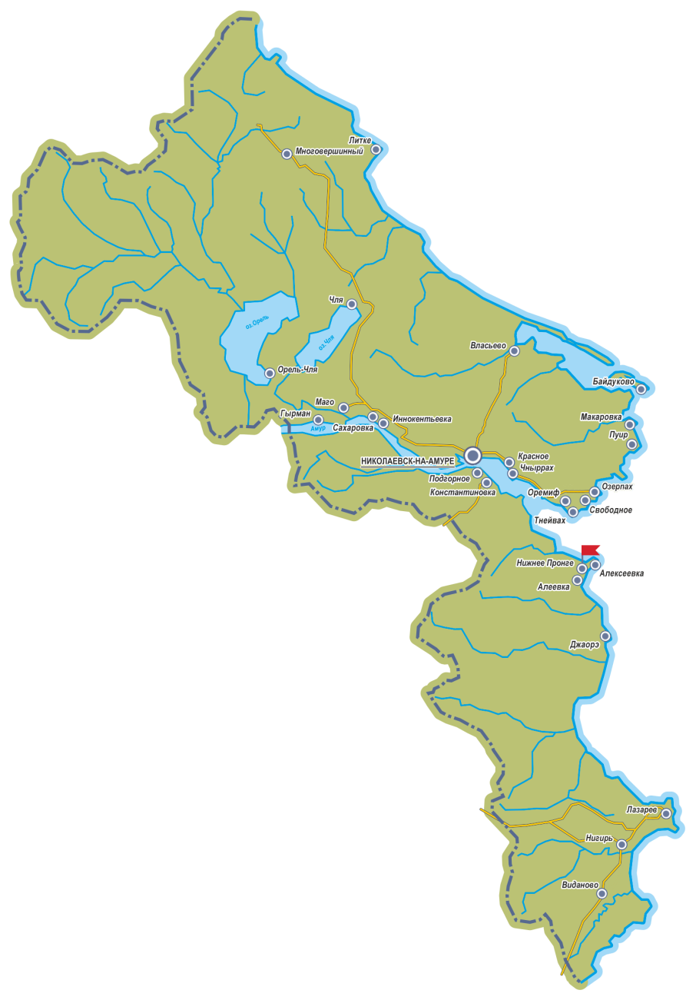 Литке
Многовершинный
Чля
оз.Орель
оз.Чля
Власьево
Орель-Чля
Байдуково
Маго
Гырман
Иннокентьевка
Макаровка
Амур
Сахаровка
Пуир
Красное
НИКОЛАЕВСК-НА-АМУРЕ
Чныррах
Подгорное
Озерпах
Константиновка
Оремиф
Свободное
Тнейвах
Нижнее Пронге
Алексеевка
Алеевка
Джаорэ
Лазарев
Нигирь
Виданово